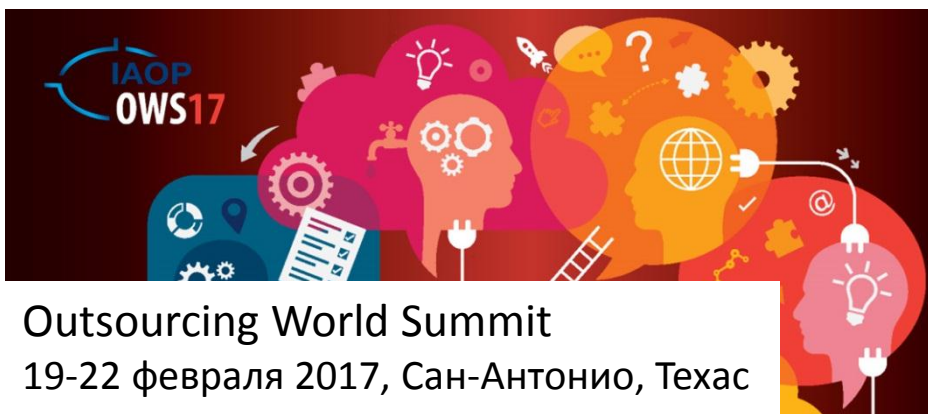 IAOP
OWS17
?
@
Outsourcing World Summit
19-22 февраля 2017, Сан-Антонио, Техас